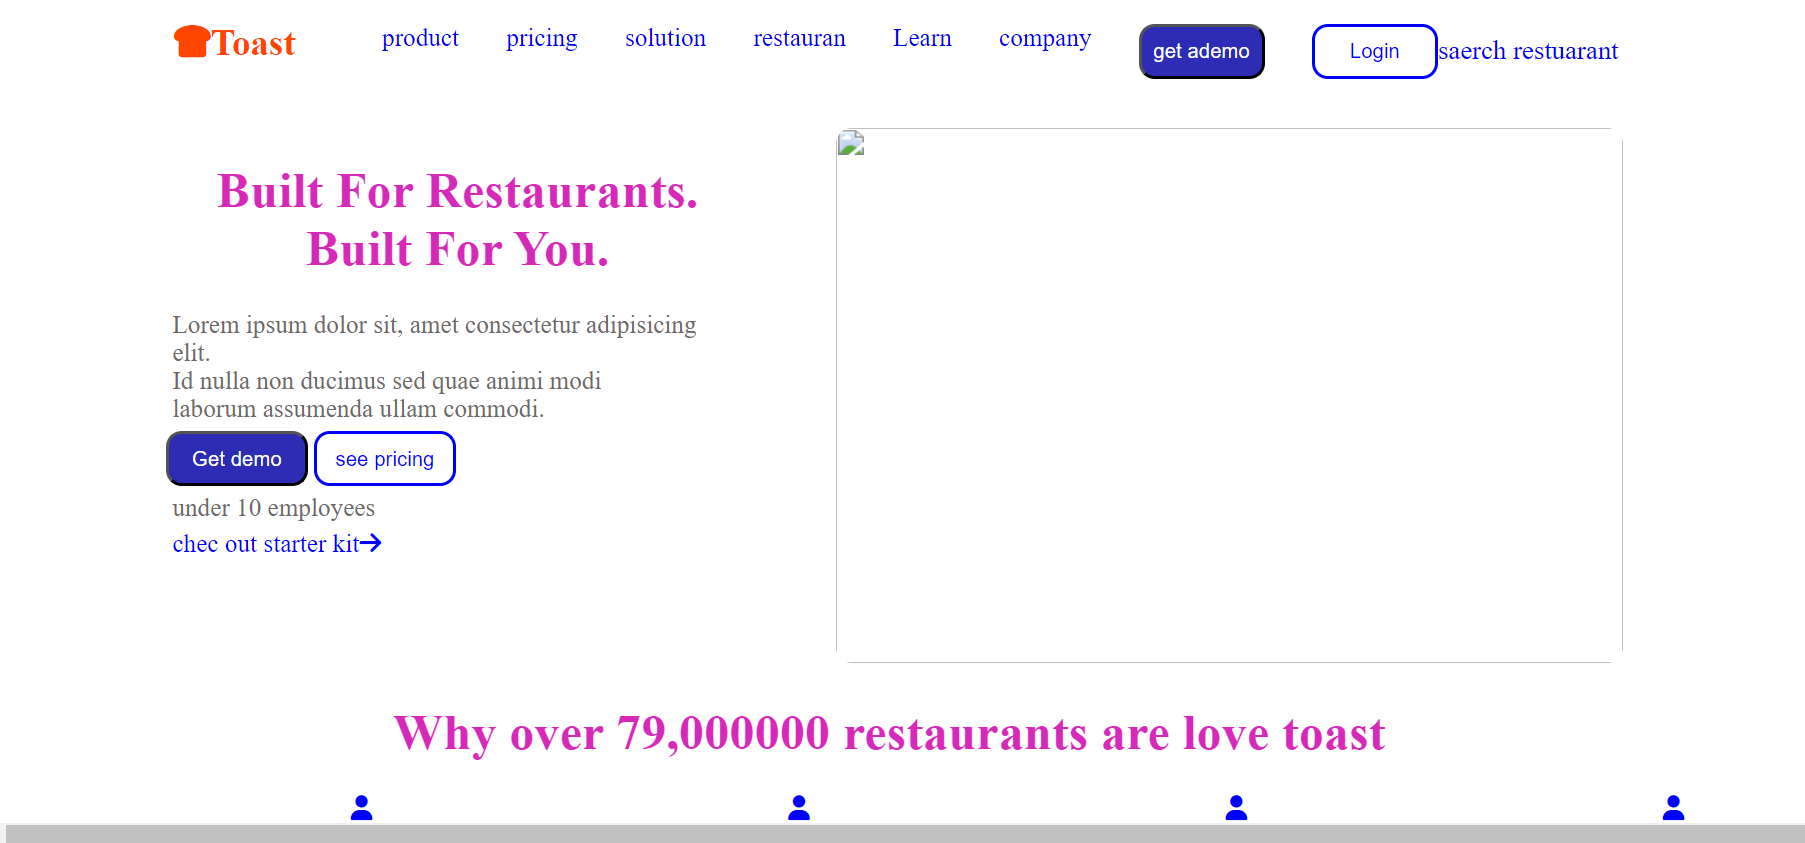 Toast product pricing solution restauran Learn company get ademo Login saerch restuarant
Built For Restaurants.
Built For You.
Lorem ipsum dolor sit, amet consectetur adipisicing
elit.
Id nulla non ducimus sed quae animi modi
laborum assumenda ullam commodi.
Get demo see pricing
under 10 employees
chec out starter kit
Why over 79,000000 restaurants are love toast